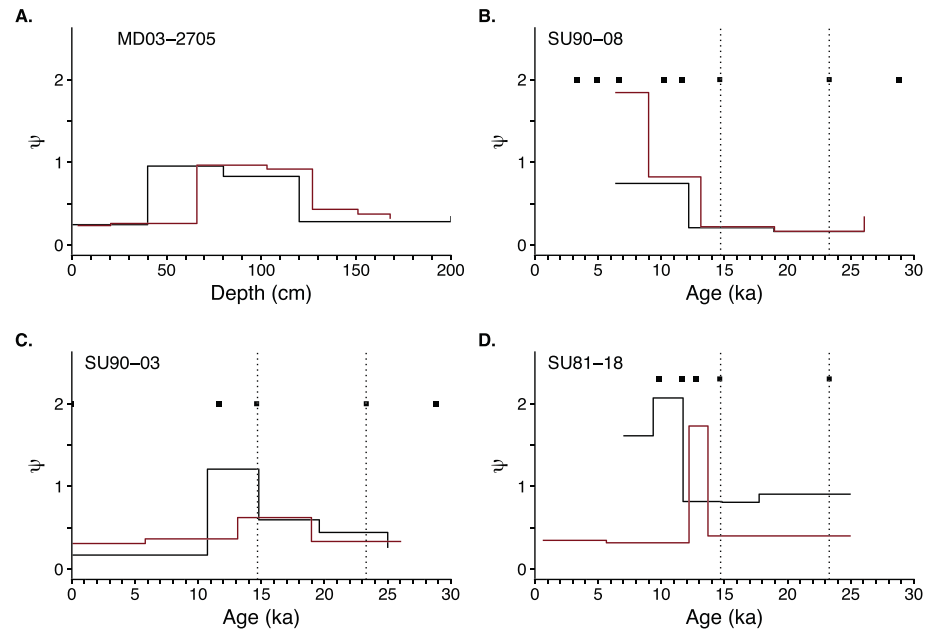 A.
MD03–2705
2
1
0
ψ
0 50 100 150 200
Depth (cm)
B.
SU90–08
2
1
0
ψ
0 5 10 15 20 25 30
Age (ka)
C.
SU90–03
2
1
0
ψ
0 5 10 15 20 25 30
Age (ka)
D.
SU81–18
2
1
0
ψ
0 5 10 15 20 25 30
Age (ka)